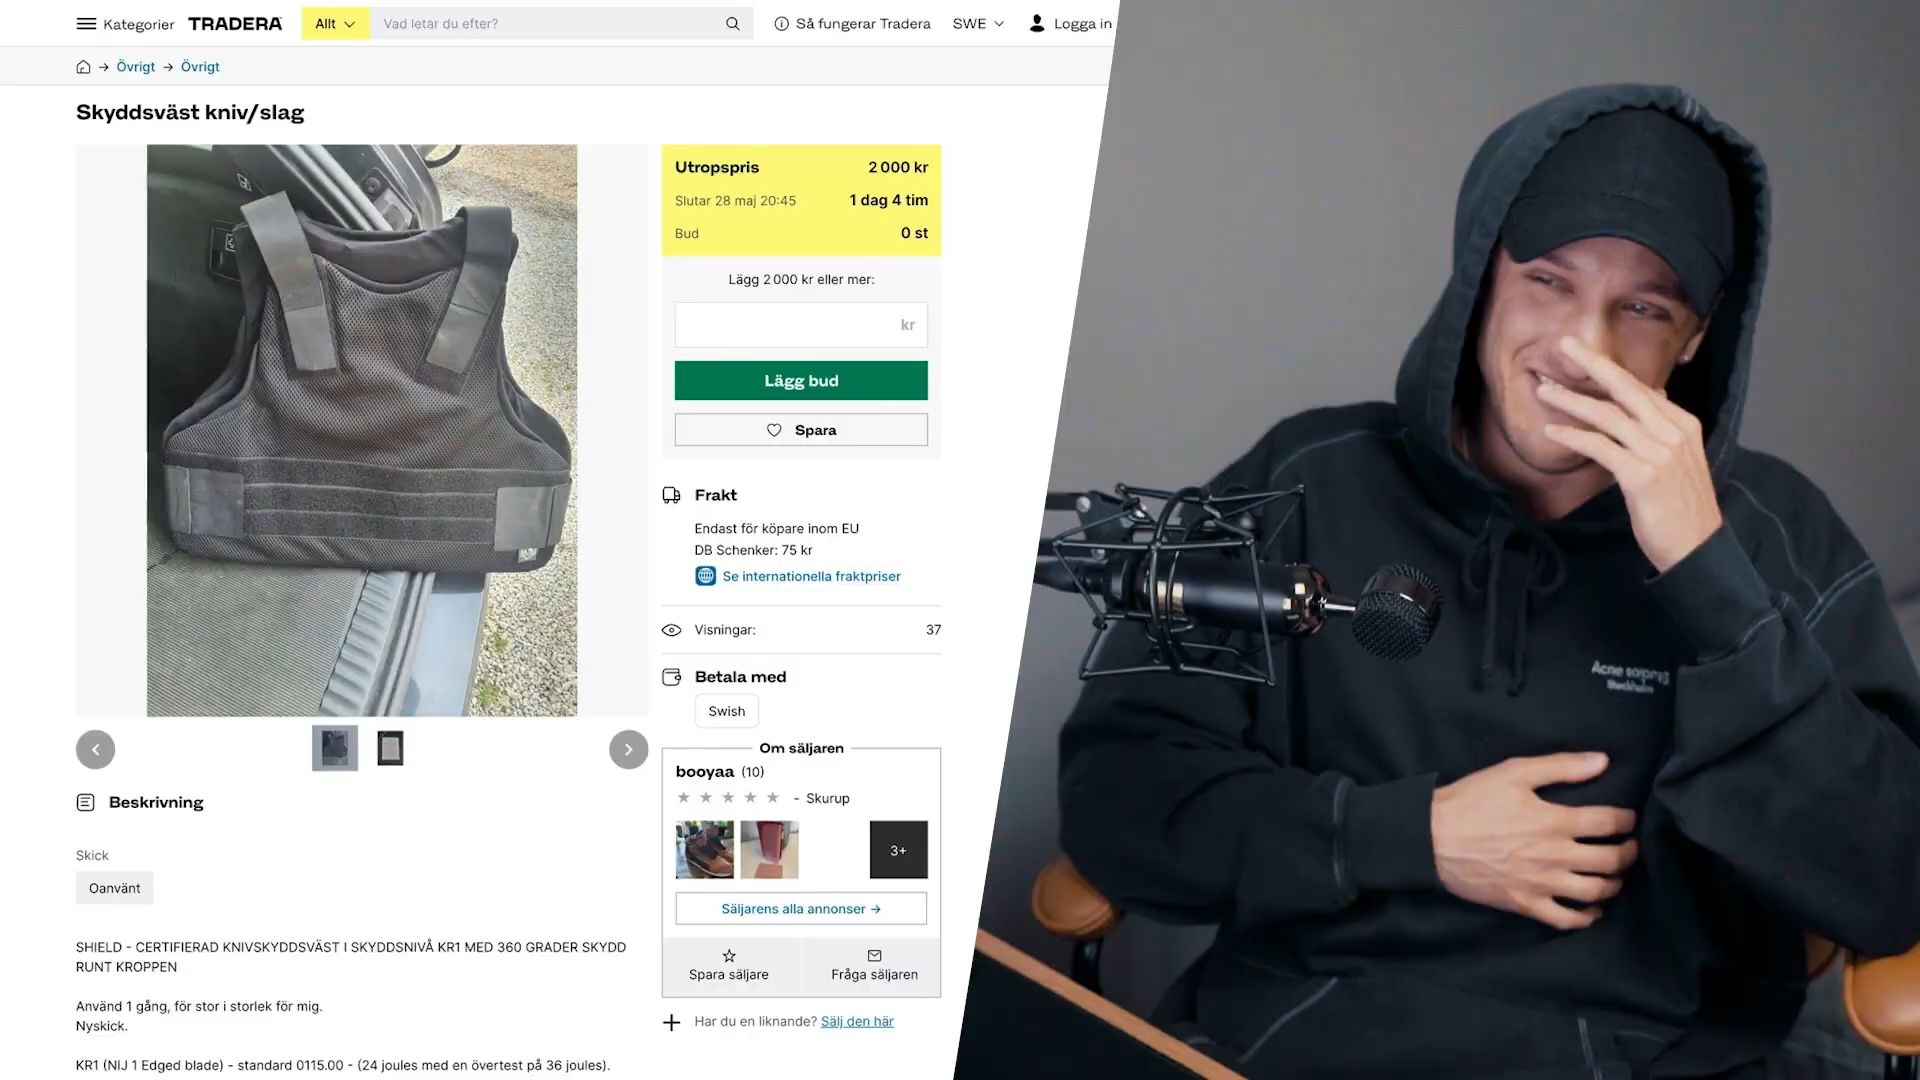 Kategorier
TRADERA
Allt
Vad letar du efter?
Så fungerar Tradera
SWE
Logga in
Övrigt
Övrigt
Skyddsväst kniv/slag
Utropspris 2 000 kr
Slutar 28 maj 20:45 1 dag 4 tim
Bud 0 st
Lägg 2 000 kr eller mer:
kr
Lägg bud
Spara
Frakt
Endast för köpare inom EU
DB Schenker: 75 kr
Se internationella fraktpriser
Visningar: 37
Betala med
Swish
Om säljaren
booyaa (10)
- Skurup
3+
Säljarens alla annonser →
Spara säljare
Fråga säljaren
Har du en liknande? Sälj den här
Beskrivning
Skick
Oanvänt
SHIELD - CERTIFIERAD KNIVSKYDDSVÄST I SKYDDSNIVÅ KR1 MED 360 GRADER SKYDD
RUNT KROPPEN
Använd 1 gång, för stor i storlek för mig.
Nyskick.
KR1 (NIJ 1 Edged blade) - standard 0115.00 - (24 joules med en övertest på 36 joules).
Acne